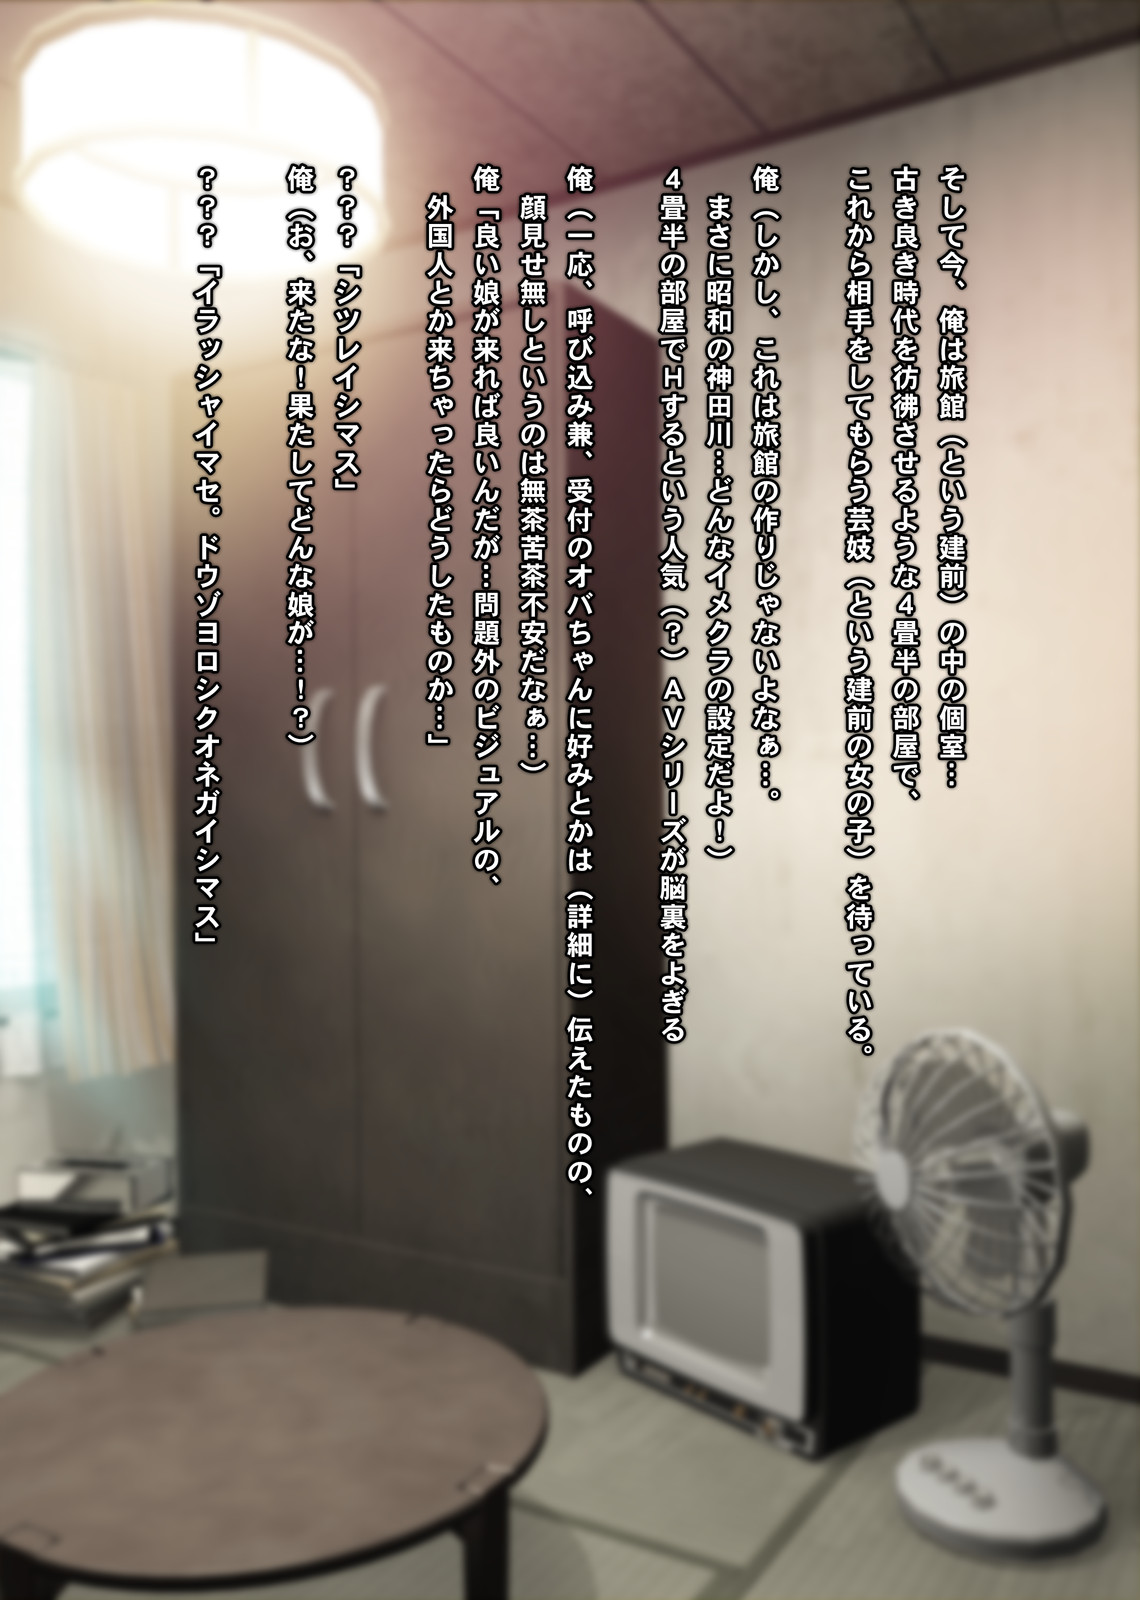 そして今、俺は旅館（という建前）の中の個室…
古き良き時代を彷彿させるような４畳半の部屋で、
これから相手をしてもらう芸妓（という建前の女の子）を待っている。
俺（しかし、これは旅館の作りじゃないよなぁ…。
まさに昭和の神田川…どんなイメクラの設定だよ！）
４畳半の部屋でＨするという人気（？）ＡＶシリーズが脳裏をよぎる
俺（一応、呼び込み兼、受付のオバちゃんに好みとかは（詳細に）伝えたものの、
顔見せ無しというのは無茶苦茶不安だなぁ…）
俺「良い娘が来れば良いんだが…問題外のビジュアルの、
外国人とか来ちゃったらどうしたものか…」
？？？「シツレイシマス」
俺（お、来たな！果たしてどんな娘が…！？）
？？？「イラッシャイマセ。ドウゾヨロシクオネガイシマス」